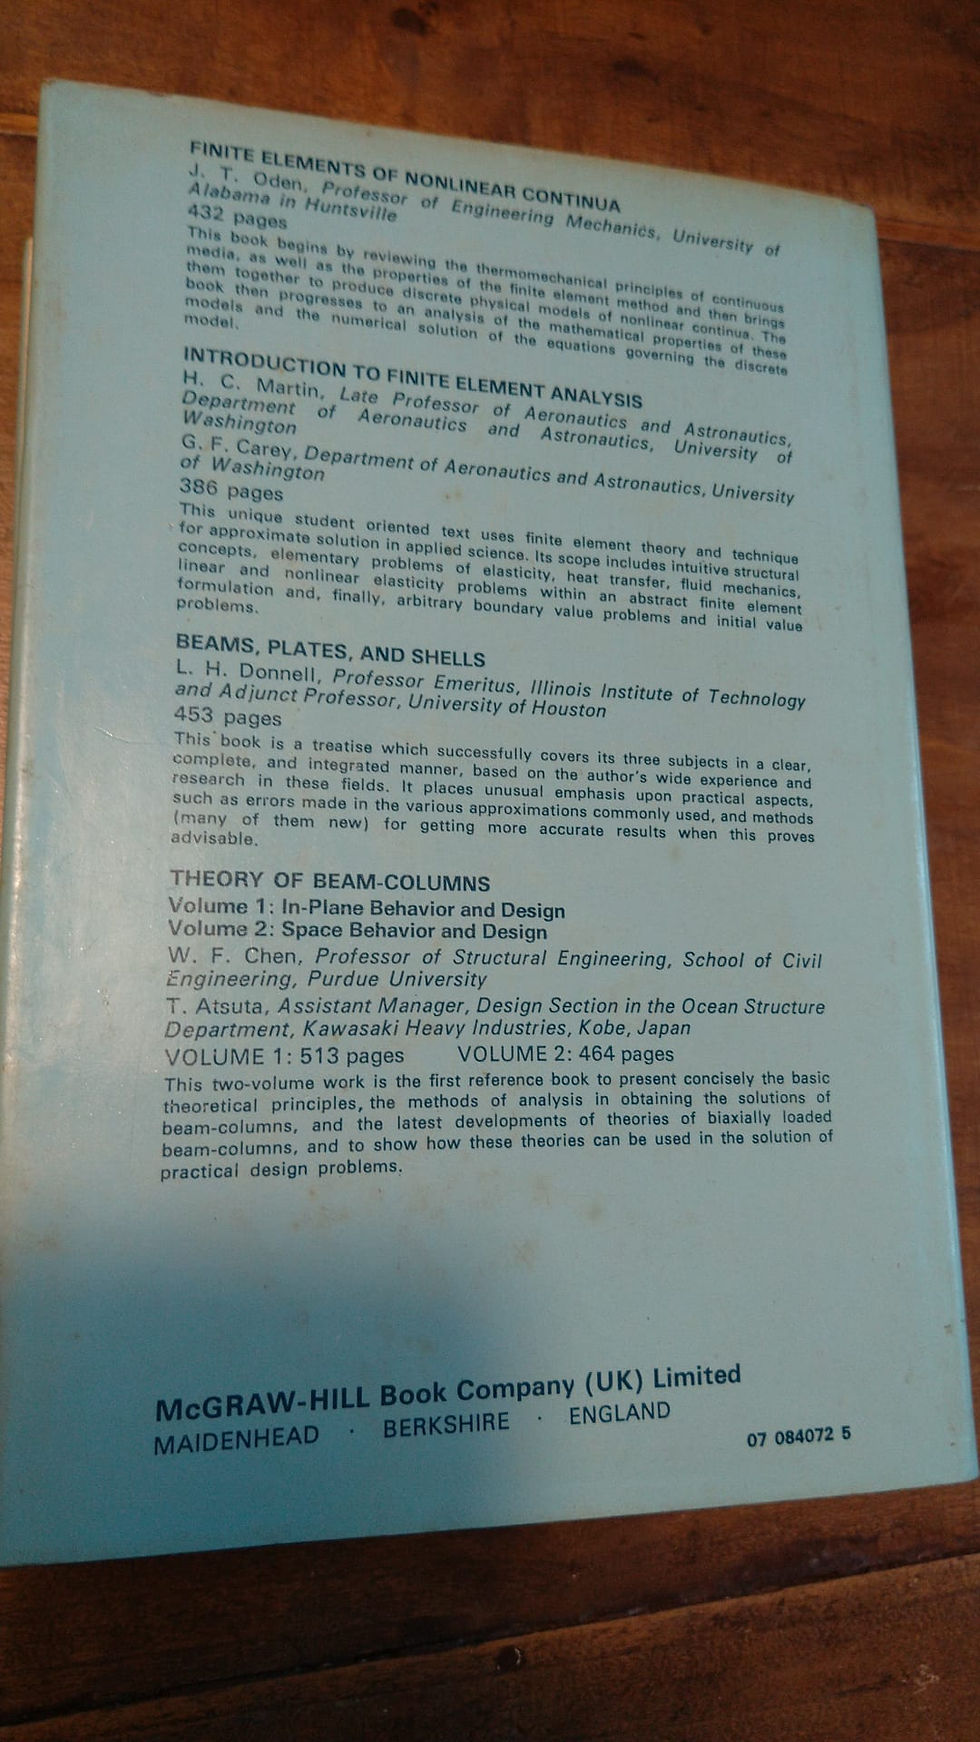 FINITE ELEMENTS OF NONLINEAR CONTINUA
J. T. Oden, Professor of Engineering Mechanics, University of
Alabama in Huntsville
432 pages
This book begins by reviewing the thermomechanical principles of continuous
media, as well as the properties of the finite element method and then brings
them together to produce discrete physical models of nonlinear continua. The
book then progresses to an analysis of the mathematical properties of these
models and the numerical solution of the equations governing the discrete
model.
INTRODUCTION TO FINITE ELEMENT ANALYSIS
H. C. Martin, Late Professor of Aeronautics and Astronautics,
Department of Aeronautics and Astronautics, University of
Washington
G. F. Carey, Department of Aeronautics and Astronautics, University
of Washington
386 pages
This unique student oriented text uses finite element theory and technique
for approximate solution in applied science. Its scope includes intuitive structural
concepts, elementary problems of elasticity, heat transfer, fluid mechanics,
linear and nonlinear elasticity problems within an abstract finite element
formulation and, finally, arbitrary boundary value problems and initial value
problems.
BEAMS, PLATES, AND SHELLS
L. H. Donnell, Professor Emeritus, Illinois Institute of Technology
and Adjunct Professor, University of Houston
453 pages
This book is a treatise which successfully covers its three subjects in a clear,
complete, and integrated manner, based on the author's wide experience and
research in these fields. It places unusual emphasis upon practical aspects,
such as errors made in the various approximations commonly used, and methods
(many of them new) for getting more accurate results when this proves
advisable.
THEORY OF BEAM-COLUMNS
Volume 1: In-Plane Behavior and Design
Volume 2: Space Behavior and Design
W. F. Chen, Professor of Structural Engineering, School of Civil
Engineering, Purdue University
T. Atsuta, Assistant Manager, Design Section in the Ocean Structure
Department, Kawasaki Heavy Industries, Kobe, Japan
VOLUME 1: 513 pages VOLUME 2: 464 pages
This two-volume work is the first reference book to present concisely the basic
theoretical principles, the methods of analysis in obtaining the solutions of
beam-columns, and the latest developments of theories of biaxially loaded
beam-columns, and to show how these theories can be used in the solution of
practical design problems.
McGRAW-HILL Book Company (UK) Limited
MAIDENHEAD · BERKSHIRE · ENGLAND
07 084072 5